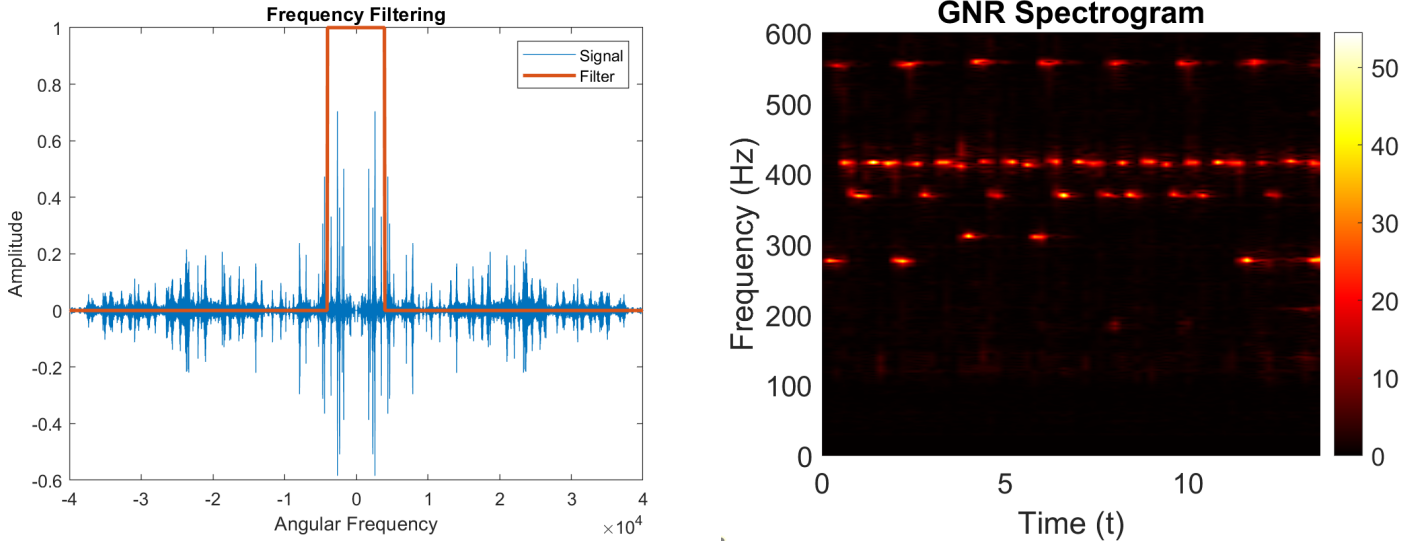 Frequency Filtering
Amplitude
1
0.8
0.6
0.4
0.2
0
-0.2
-0.4
-0.6
Signal
Filter
-4 -3 -2 -1 0 1 2 3 4
Angular Frequency
×10⁴
GNR Spectrogram
Frequency (Hz)
600
500
400
300
200
100
0
0 5 10
Time (t)
50
40
30
20
10
0